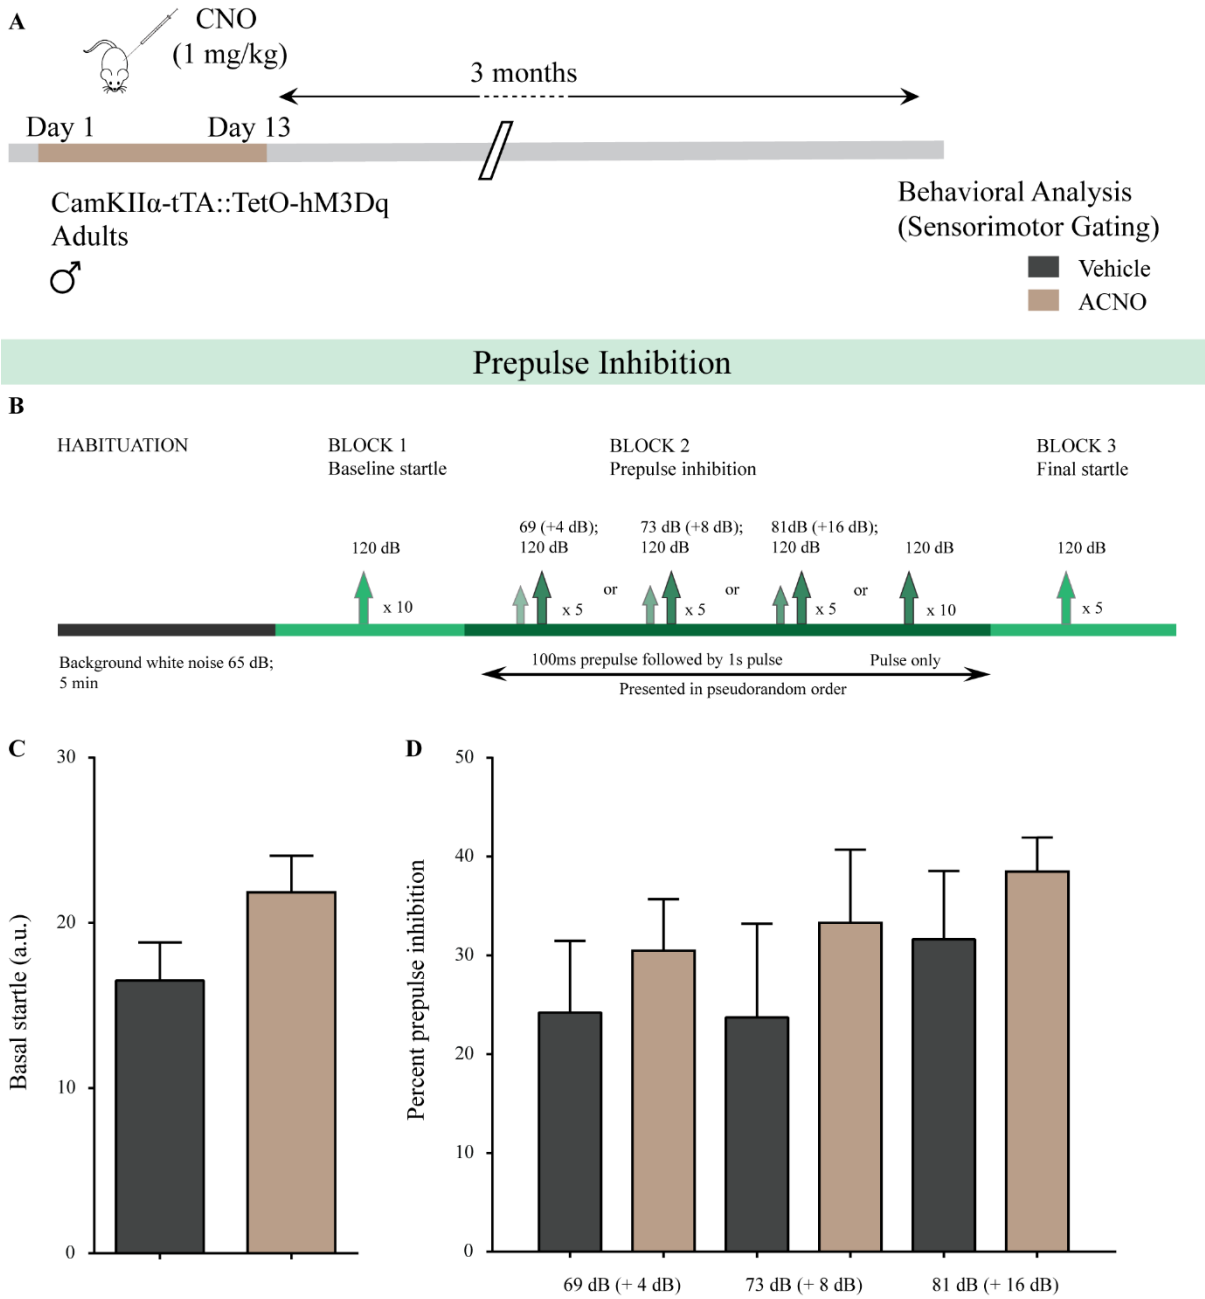 A
CNO
(1 mg/kg)
3 months
Day 1
Day 13
CamKIIα-tTA::TetO-hM3Dq
Adults
♂
Behavioral Analysis
(Sensorimotor Gating)
Vehicle
ACNO
Prepulse Inhibition
B
HABITUATION
BLOCK 1
Baseline startle
BLOCK 2
Prepulse inhibition
BLOCK 3
Final startle
120 dB
x 10
69 (+4 dB);
120 dB
x 5
or
73 dB (+8 dB);
120 dB
x 5
or
81dB (+16 dB);
120 dB
x 5
or
120 dB
x 10
120 dB
x 5
Background white noise 65 dB;
5 min
100ms prepulse followed by 1s pulse
Pulse only
Presented in pseudorandom order
C
30
20
10
0
Basal startle (a.u.)
D
50
40
30
20
10
0
Percent prepulse inhibition
69 dB (+ 4 dB)
73 dB (+ 8 dB)
81 dB (+ 16 dB)